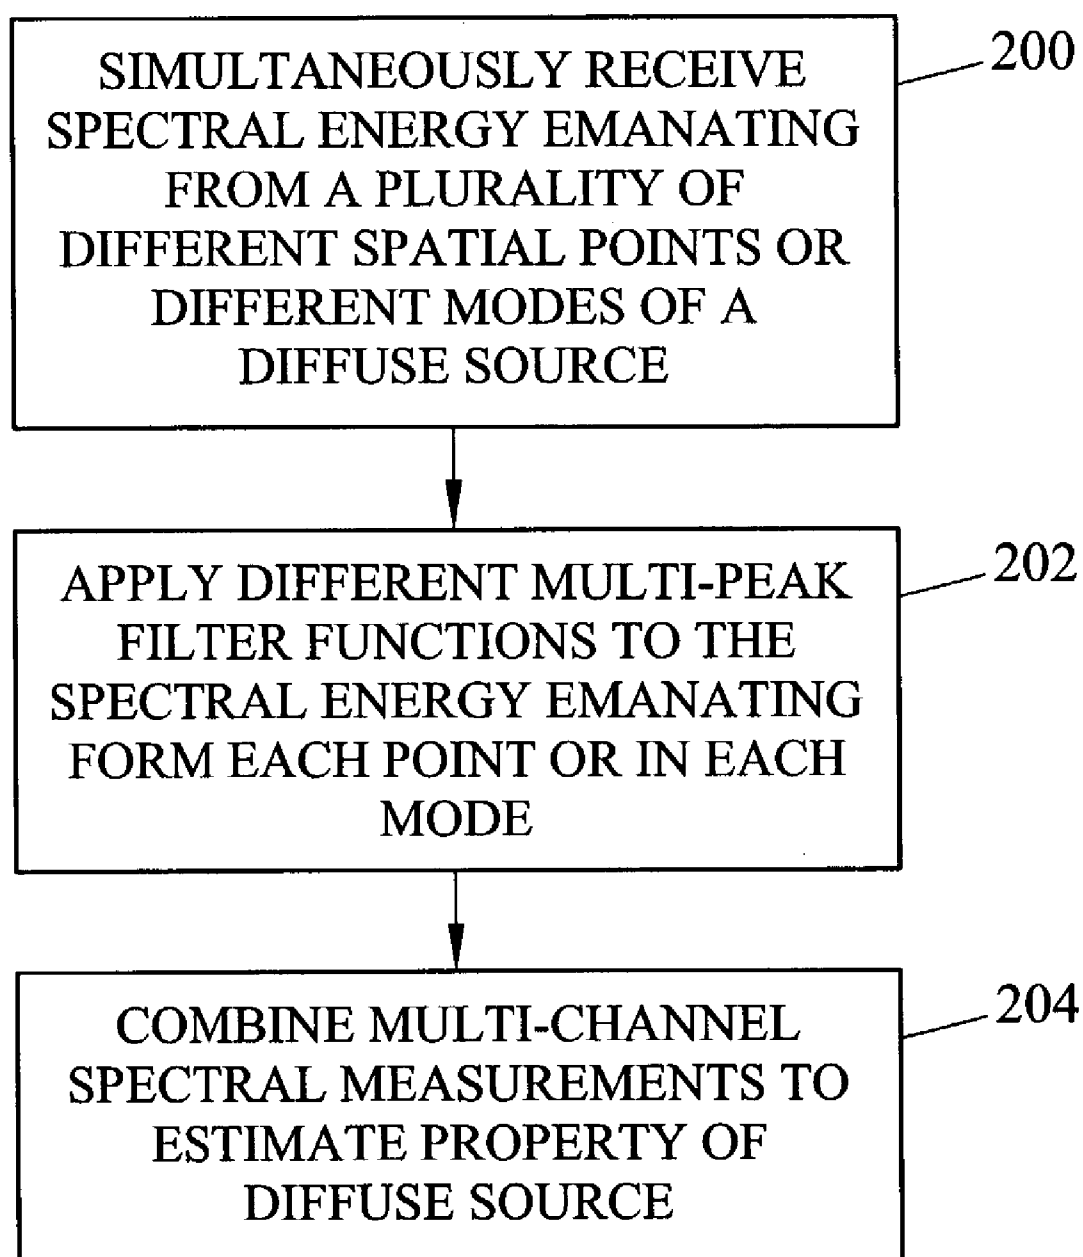 SIMULTANEOUSLY RECEIVE
SPECTRAL ENERGY EMANATING
FROM A PLURALITY OF
DIFFERENT SPATIAL POINTS OR
DIFFERENT MODES OF A
DIFFUSE SOURCE
200
APPLY DIFFERENT MULTI-PEAK
FILTER FUNCTIONS TO THE
SPECTRAL ENERGY EMANATING
FORM EACH POINT OR IN EACH
MODE
202
COMBINE MULTI-CHANNEL
SPECTRAL MEASUREMENTS TO
ESTIMATE PROPERTY OF
DIFFUSE SOURCE
204